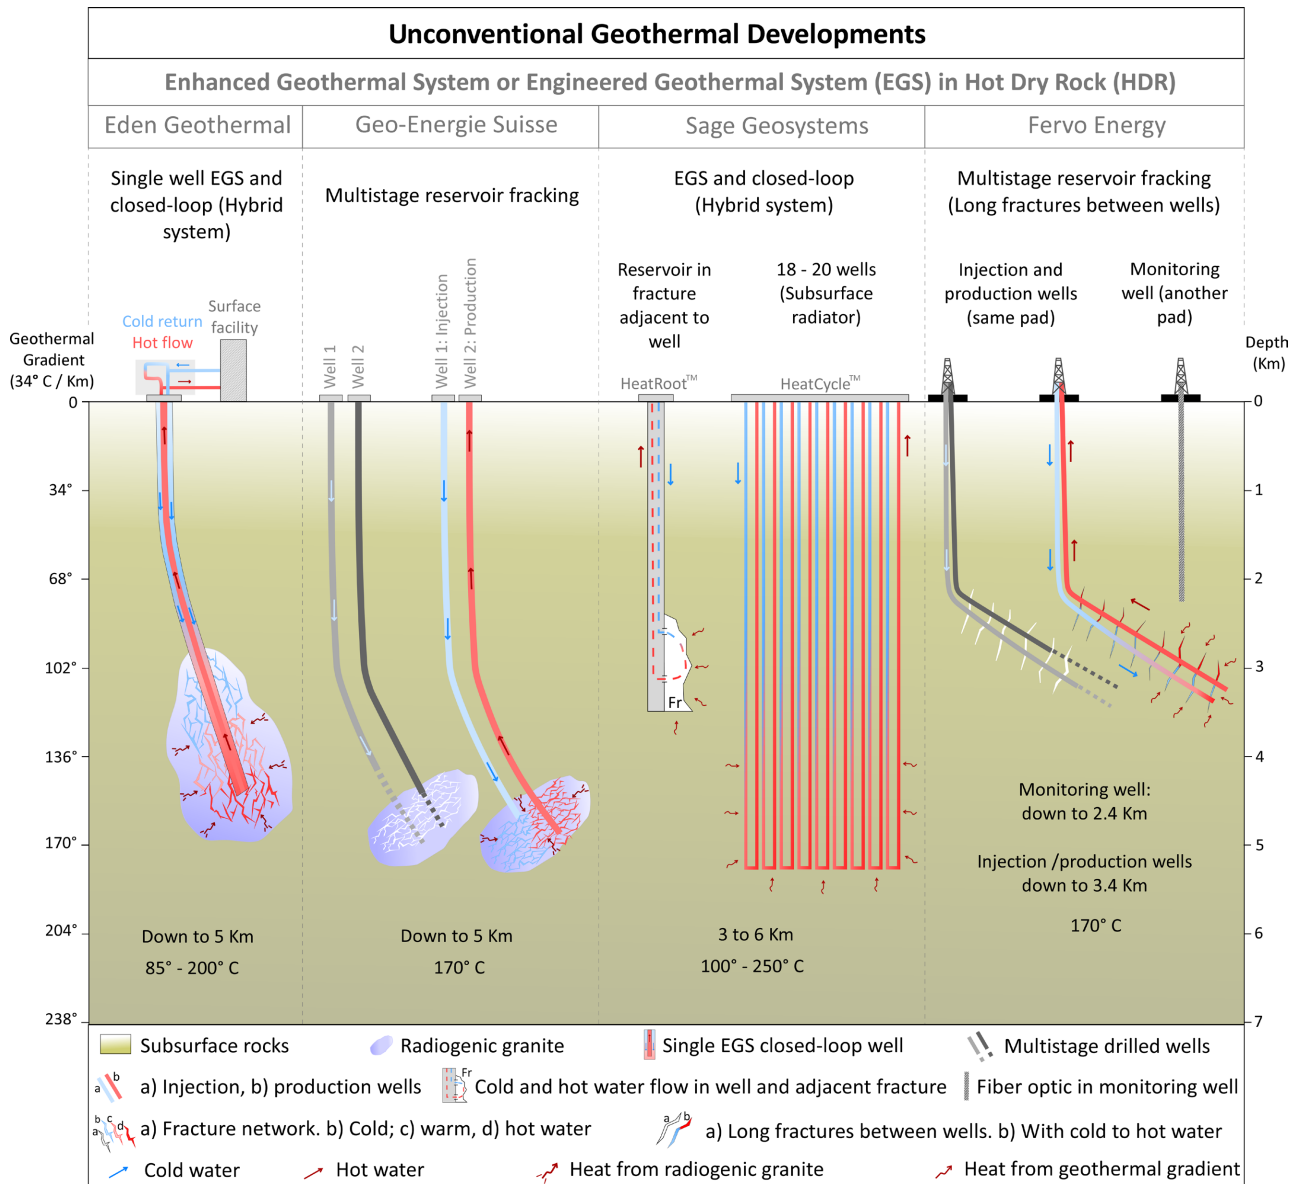 Unconventional Geothermal Developments
Enhanced Geothermal System or Engineered Geothermal System (EGS) in Hot Dry Rock (HDR)
Eden Geothermal
Geo-Energie Suisse
Sage Geosystems
Fervo Energy
Single well EGS and
closed-loop (Hybrid
system)
Multistage reservoir fracking
EGS and closed-loop
(Hybrid system)
Multistage reservoir fracking
(Long fractures between wells)
Reservoir in
fracture
adjacent to
well
18 - 20 wells
(Subsurface
radiator)
Injection and
production wells
(same pad)
Monitoring
well (another
pad)
Cold return
Hot flow
Surface
facility
Well 1
Well 2
Well 1: Injection
Well 2: Production
HeatRoot™
HeatCycle™
Geothermal
Gradient
(34° C / Km)
Depth
(Km)
0
34°
68°
102°
136°
170°
204°
238°
0
1
2
3
4
5
6
7
Fr
Down to 5 Km
85° - 200° C
Down to 5 Km
170° C
3 to 6 Km
100° - 250° C
Monitoring well:
down to 2.4 Km
Injection /production wells
down to 3.4 Km
170° C
Subsurface rocks
Radiogenic granite
Single EGS closed-loop well
Multistage drilled wells
a
b
a) Injection, b) production wells
Fr
Cold and hot water flow in well and adjacent fracture
Fiber optic in monitoring well
b
c
a
d
a) Fracture network. b) Cold; c) warm, d) hot water
a
b
a) Long fractures between wells. b) With cold to hot water
Cold water
Hot water
Heat from radiogenic granite
Heat from geothermal gradient